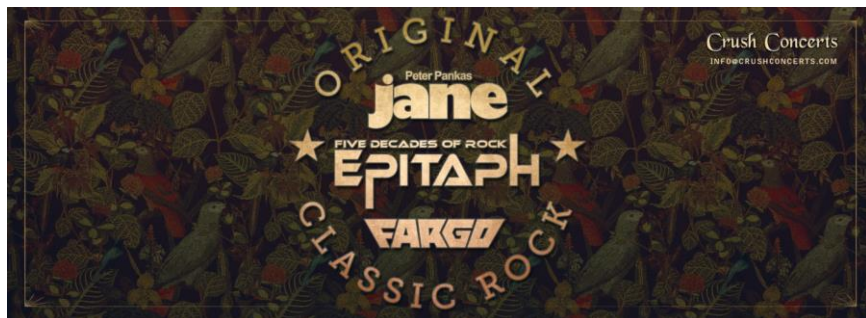 ORIGINAL
Crush Concerts
INFO@CRUSHCONCERTS.COM
Peter Pankas
jane
FIVE DECADES OF ROCK
EPITAPH
FARGO
CLASSIC ROCK